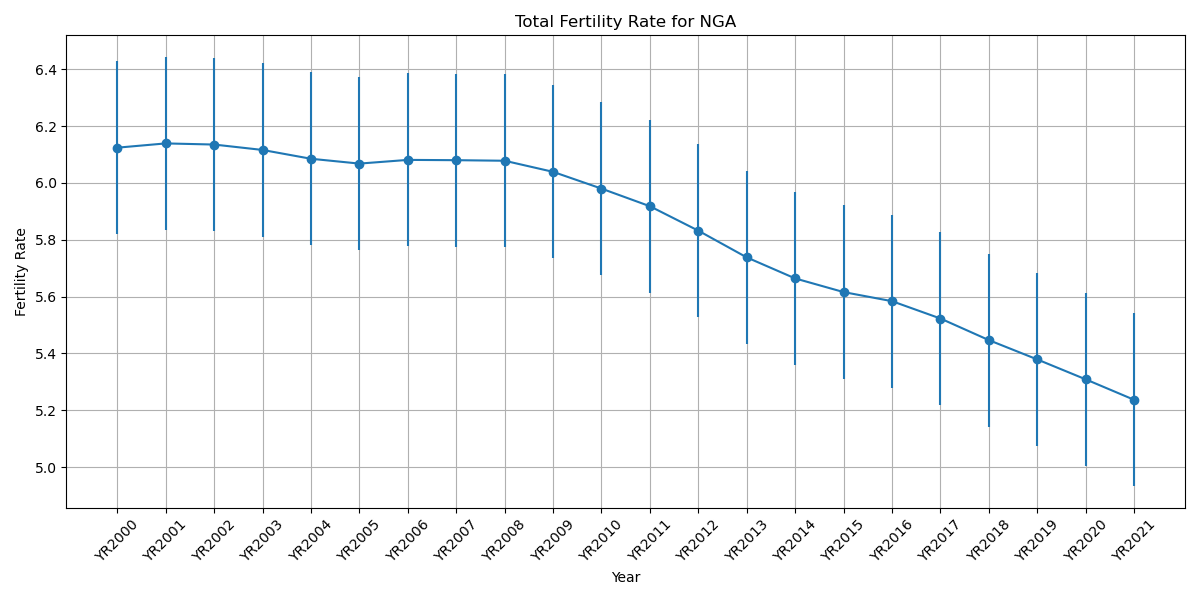 Total Fertility Rate for NGA
Fertility Rate
6.4
6.2
6.0
5.8
5.6
5.4
5.2
5.0
YR2000
YR2001
YR2002
YR2003
YR2004
YR2005
YR2006
YR2007
YR2008
YR2009
YR2010
YR2011
YR2012
YR2013
YR2014
YR2015
YR2016
YR2017
YR2018
YR2019
YR2020
YR2021
Year